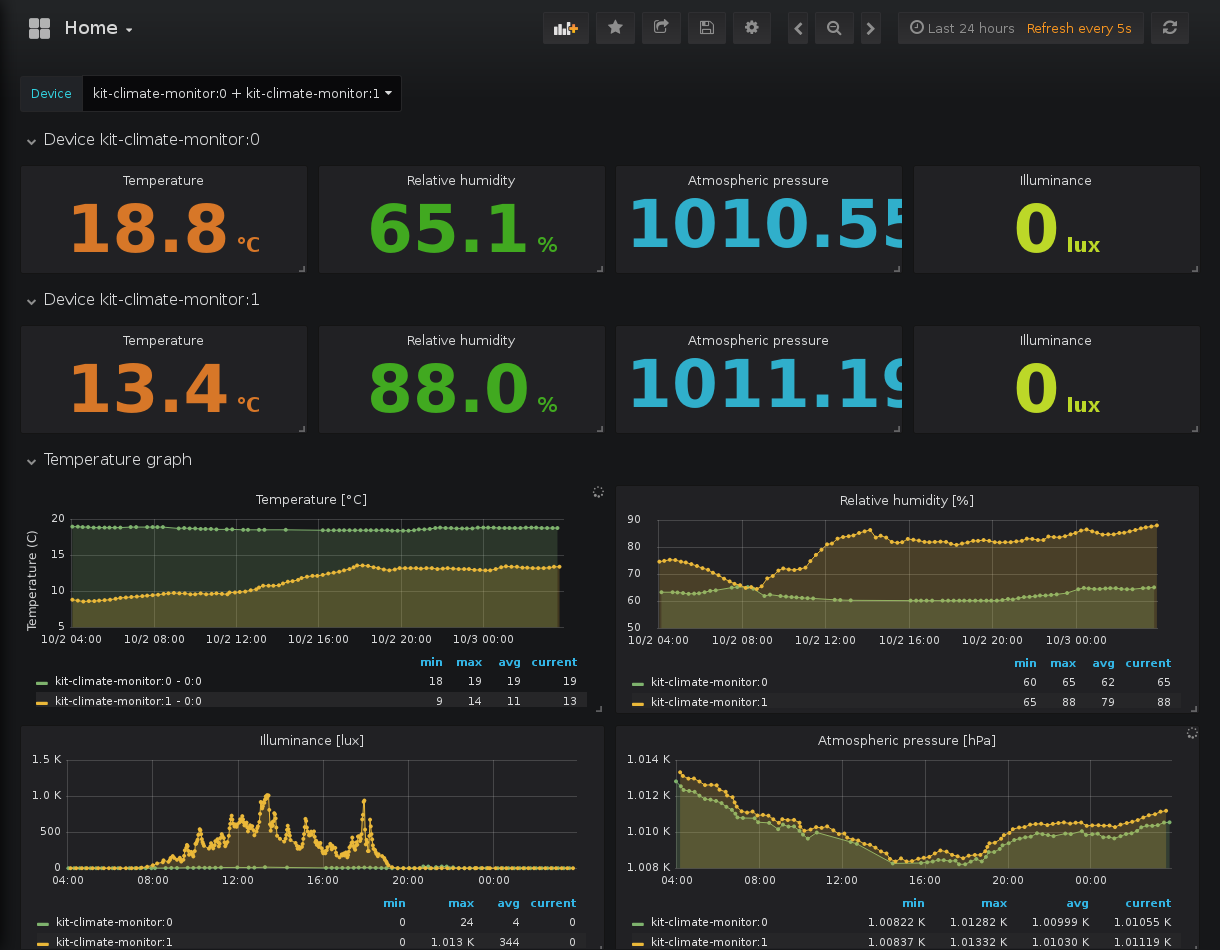 Home
Last 24 hours Refresh every 5s
Device kit-climate-monitor:0 + kit-climate-monitor:1
Device kit-climate-monitor:0
Temperature Relative humidity Atmospheric pressure Illuminance
18.8 °C 65.1 % 1010.55 0 lux
Device kit-climate-monitor:1
Temperature Relative humidity Atmospheric pressure Illuminance
13.4 °C 88.0 % 1011.19 0 lux
Temperature graph
Temperature [°C]
Temperature (C)
20
15
10
5
10/2 04:00 10/2 08:00 10/2 12:00 10/2 16:00 10/2 20:00 10/3 00:00
min max avg current
kit-climate-monitor:0 - 0:0 18 19 19 19
kit-climate-monitor:1 - 0:0 9 14 11 13
Relative humidity [%]
90
80
70
60
50
10/2 04:00 10/2 08:00 10/2 12:00 10/2 16:00 10/2 20:00 10/3 00:00
min max avg current
kit-climate-monitor:0 60 65 62 65
kit-climate-monitor:1 65 88 79 88
Illuminance [lux]
1.5 K
1.0 K
500
0
04:00 08:00 12:00 16:00 20:00 00:00
min max avg current
kit-climate-monitor:0 0 24 4 0
kit-climate-monitor:1 0 1.013 K 344 0
Atmospheric pressure [hPa]
1.014 K
1.012 K
1.010 K
1.008 K
04:00 08:00 12:00 16:00 20:00 00:00
min max avg current
kit-climate-monitor:0 1.00822 K 1.01282 K 1.00999 K 1.01055 K
kit-climate-monitor:1 1.00837 K 1.01332 K 1.01030 K 1.01119 K